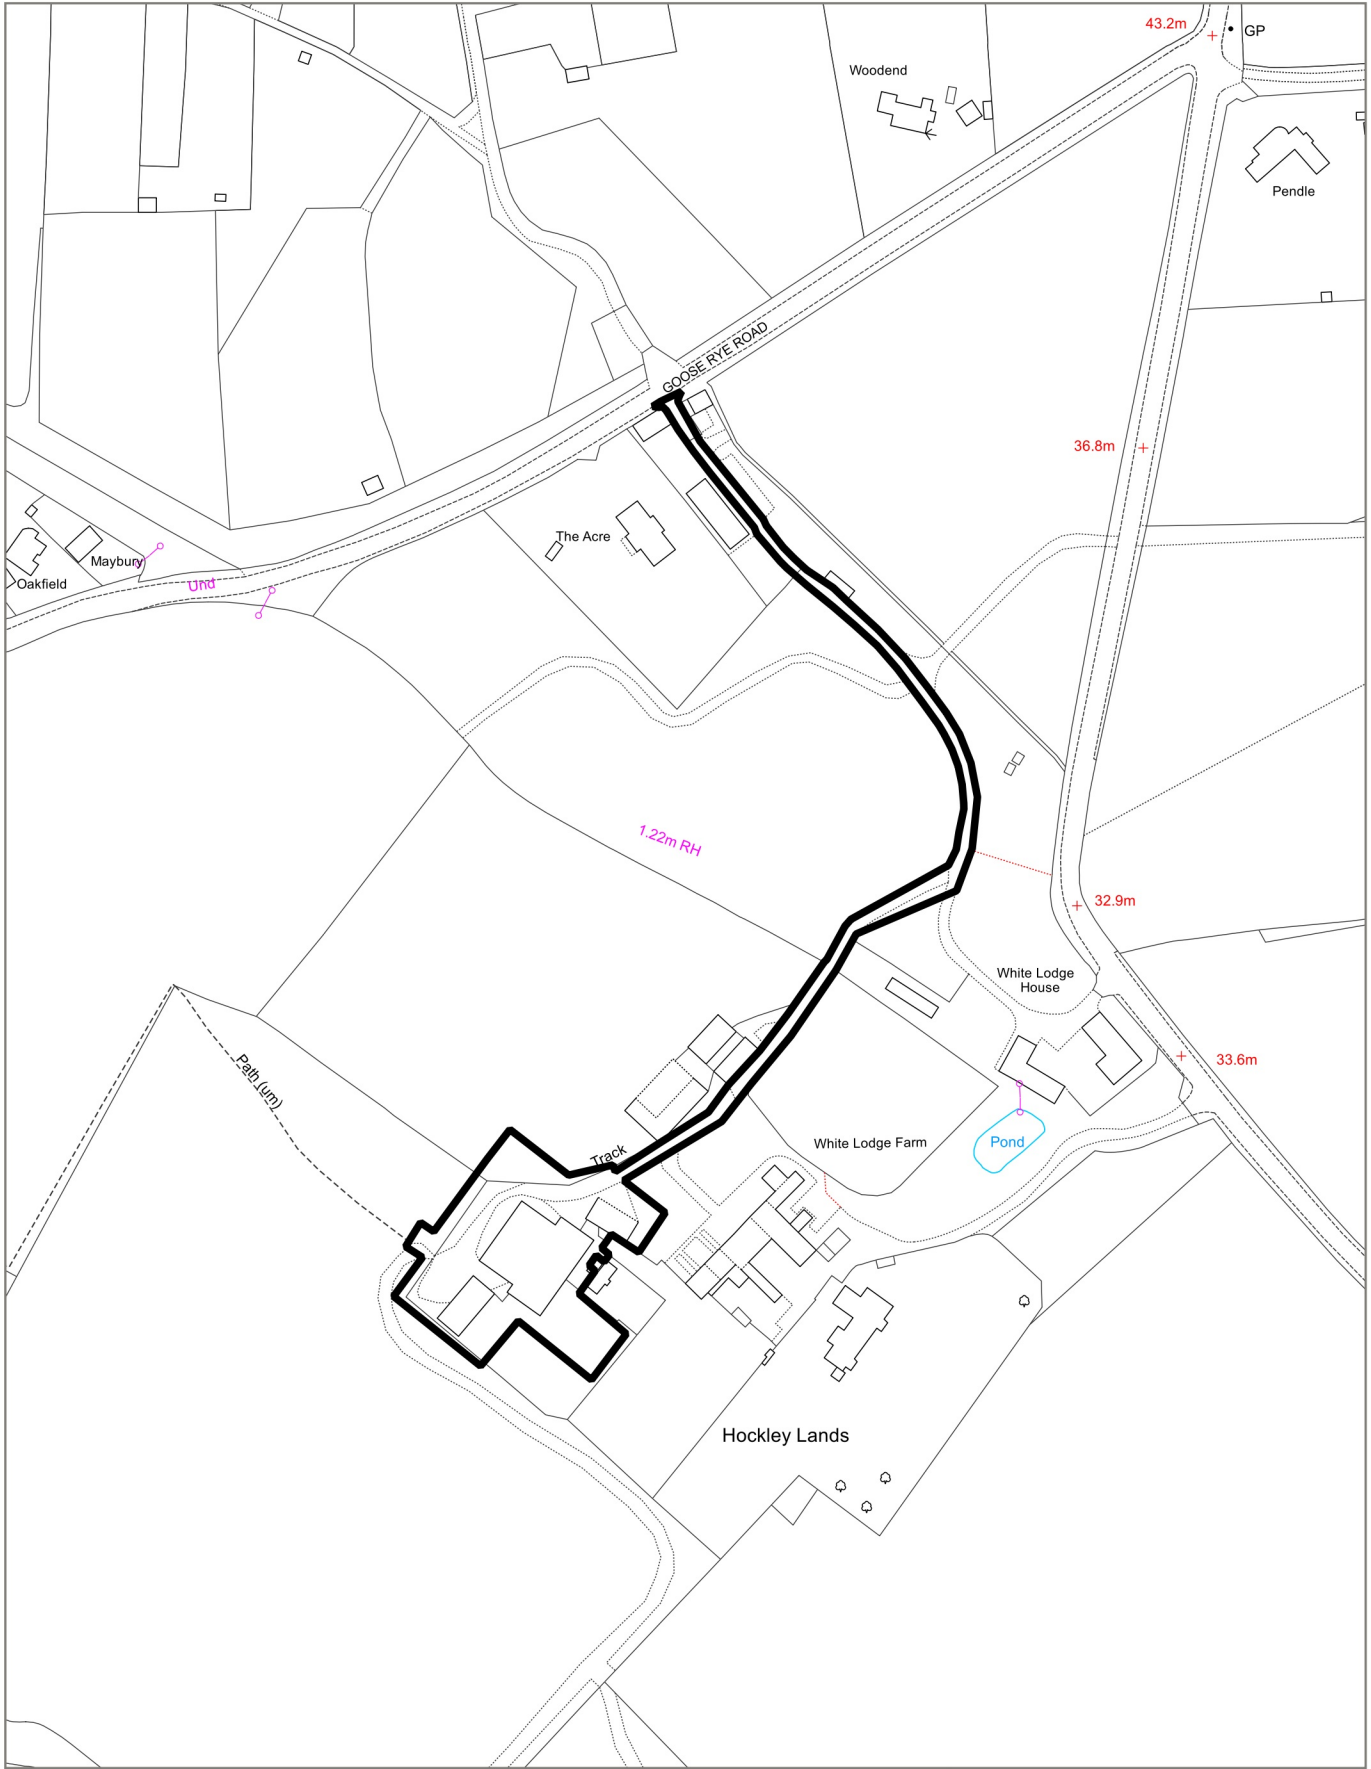 43.2m
GP
Woodend
Pendle
GOOSE RYE ROAD
36.8m
The Acre
Maybury
Oakfield
Und
1.22m RH
32.9m
White Lodge
House
33.6m
Path (um)
Pond
White Lodge Farm
Track
Hockley Lands